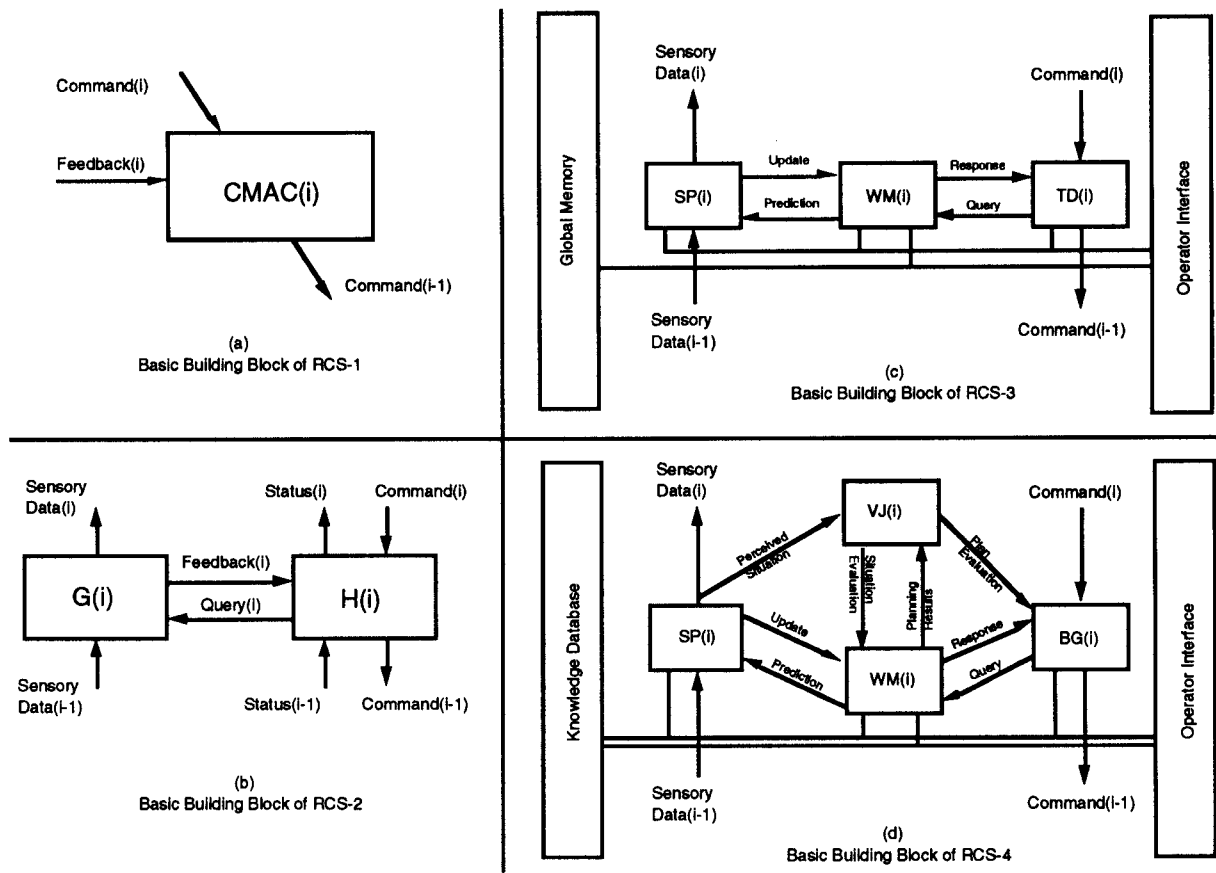 Command(i)
Feedback(i)
CMAC(i)
Command(i-1)
(a)
Basic Building Block of RCS-1
Sensory
Data(i)
Status(i)
Command(i)
G(i)
Feedback(i)
Query(i)
H(i)
Sensory
Data(i-1)
Status(i-1)
Command(i-1)
(b)
Basic Building Block of RCS-2
Global Memory
Sensory
Data(i)
Command(i)
SP(i)
Update
Prediction
WM(i)
Response
Query
TD(i)
Sensory
Data(i-1)
Command(i-1)
(c)
Basic Building Block of RCS-3
Operator Interface
Knowledge Database
Sensory
Data(i)
VJ(i)
Command(i)
Perceived
Situation
Situation
Evaluation
Planning
Results
Plan
Evaluation
SP(i)
Update
Prediction
WM(i)
Response
Query
BG(i)
Sensory
Data(i-1)
Command(i-1)
(d)
Basic Building Block of RCS-4
Operator Interface